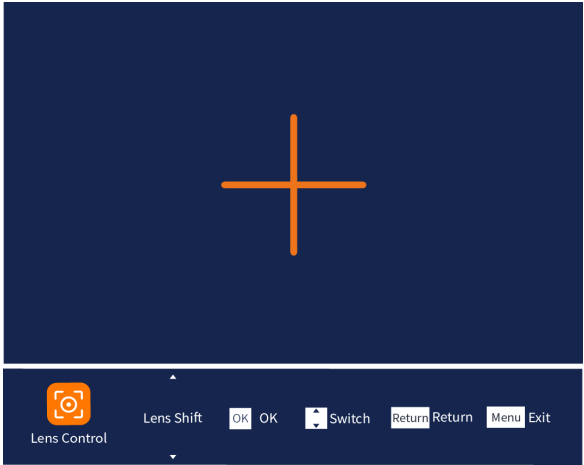 Lens Control
Lens Shift
OK OK
Switch
Return Return
Menu Exit